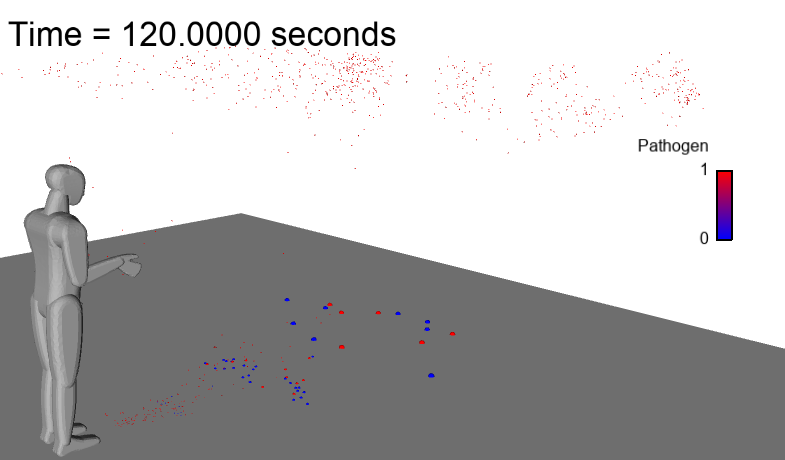 Time = 120.0000 seconds
Pathogen
1
0